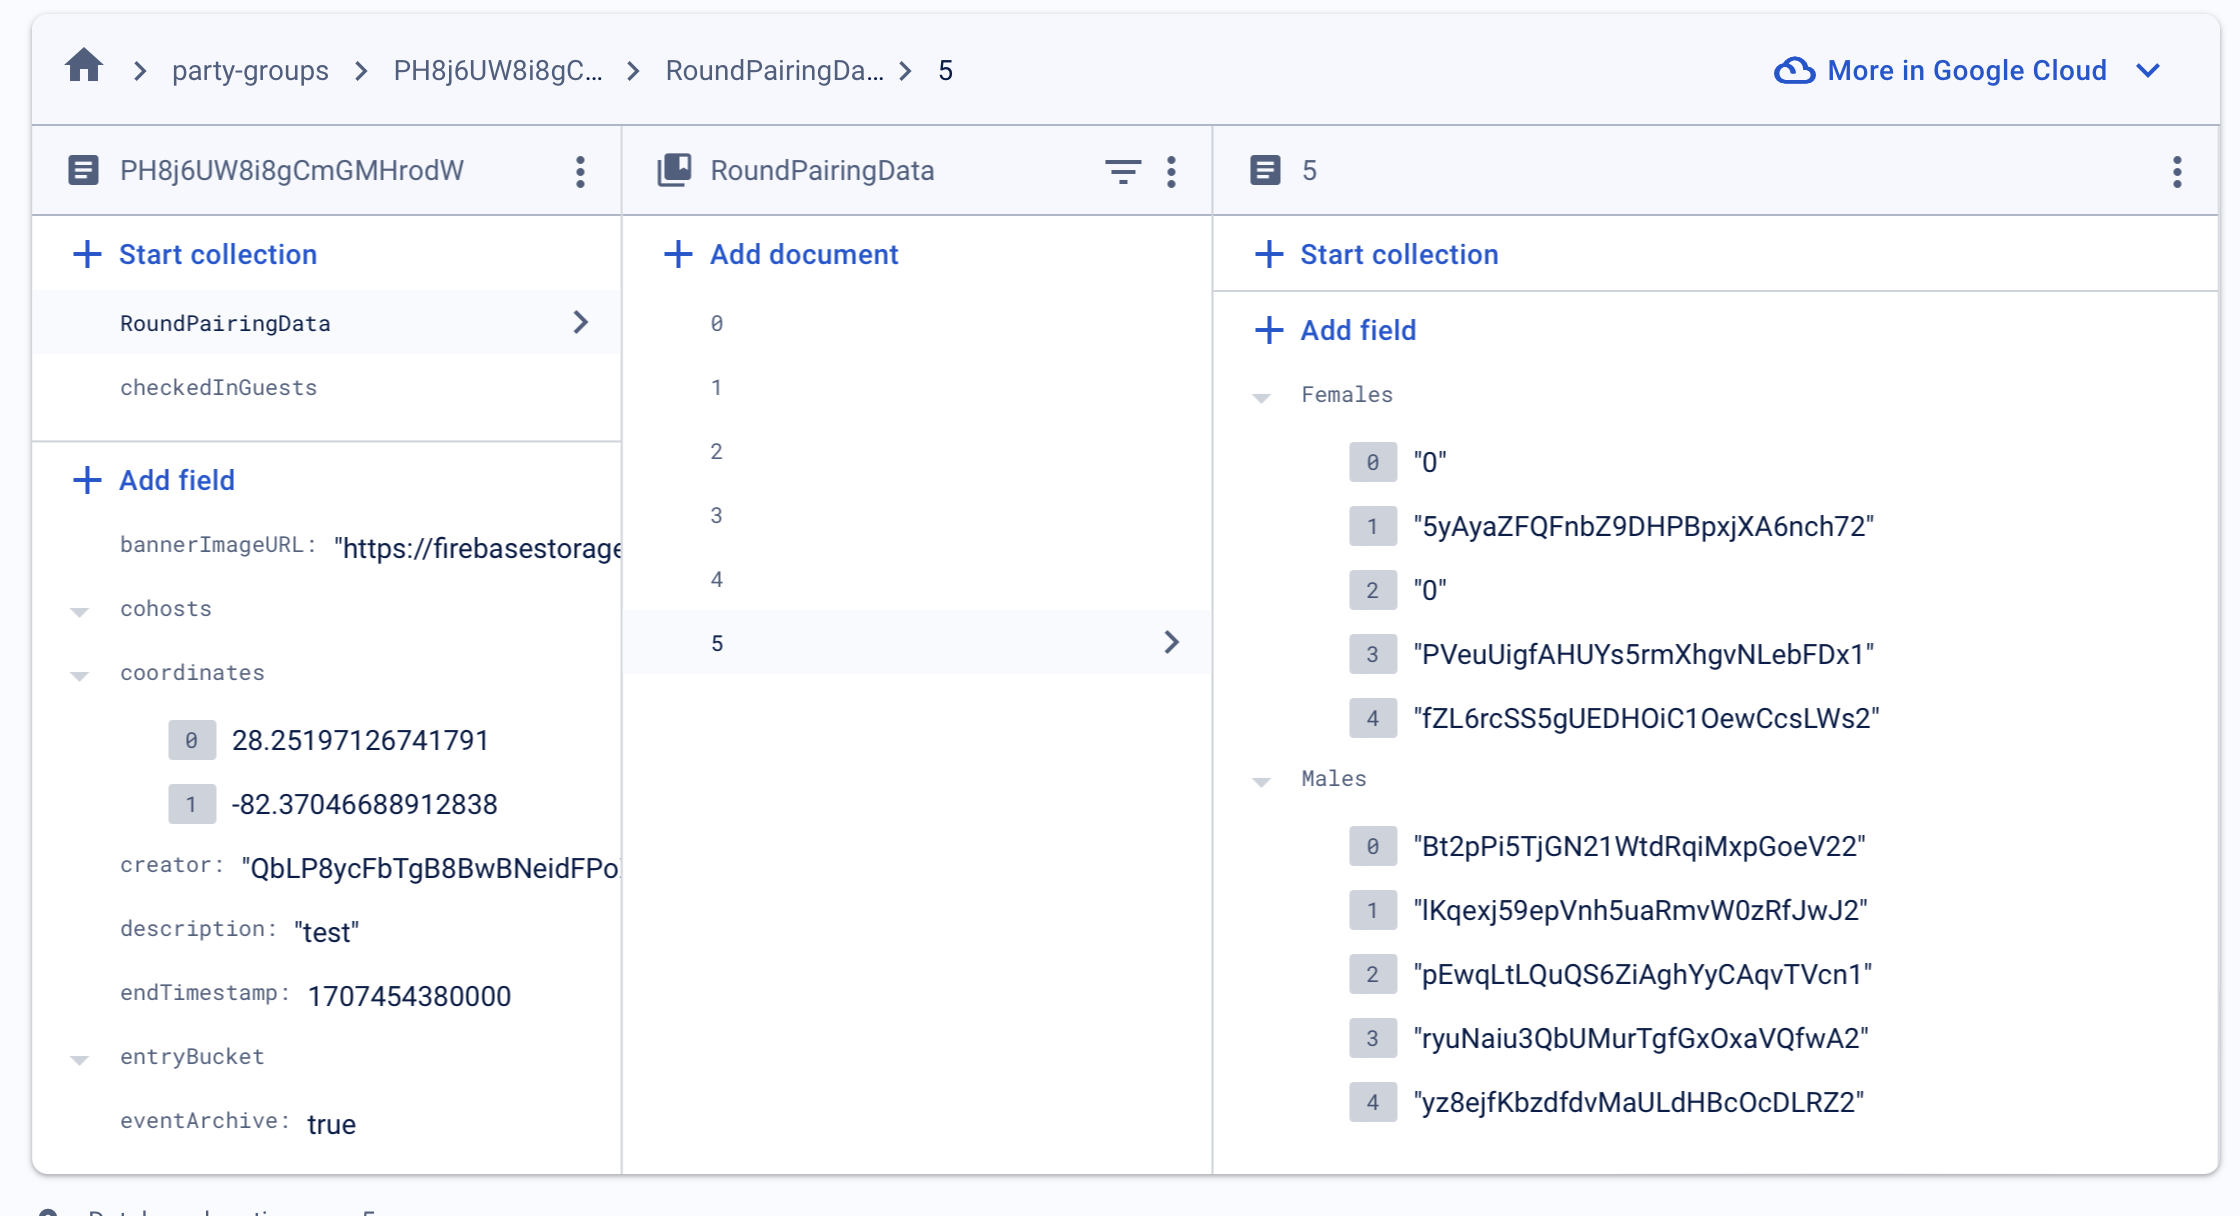 party-groups
PH8j6UW8i8gC...
RoundPairingDa...
5
More in Google Cloud
PH8j6UW8i8gCmGMHrodW
Start collection
RoundPairingData
checkedInGuests
Add field
bannerImageURL: "https://firebasestorage
cohosts
coordinates
0 28.25197126741791
1 -82.37046688912838
creator: "QbLP8ycFbTgB8BwBNeidFPo
description: "test"
endTimestamp: 1707454380000
entryBucket
eventArchive: true
RoundPairingData
Add document
0
1
2
3
4
5
5
Start collection
Add field
Females
0 "0"
1 "5yAyaZFQFnbZ9DHPBpxjXA6nch72"
2 "0"
3 "PVeuUigfAHUYs5rmXhgvNLebFDx1"
4 "fZL6rcSS5gUEDHOiC1OewCcsLWs2"
Males
0 "Bt2pPi5TjGN21WtdRqiMxpGoeV22"
1 "lKqexj59epVnh5uaRmvW0zRfJwJ2"
2 "pEwqLtLQuQS6ZiAghYyCAqvTVcn1"
3 "ryuNaiu3QbUMurTgfGxOxaVQfwA2"
4 "yz8ejfKbzdfdvMaULdHBcOcDLRZ2"